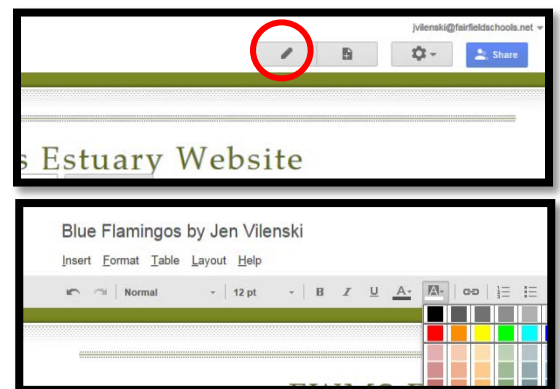 jvilenski@fairfieldschools.net
Share
s Estuary Website
Blue Flamingos by Jen Vilenski
Insert Format Table Layout Help
Normal 12 pt B I U A A